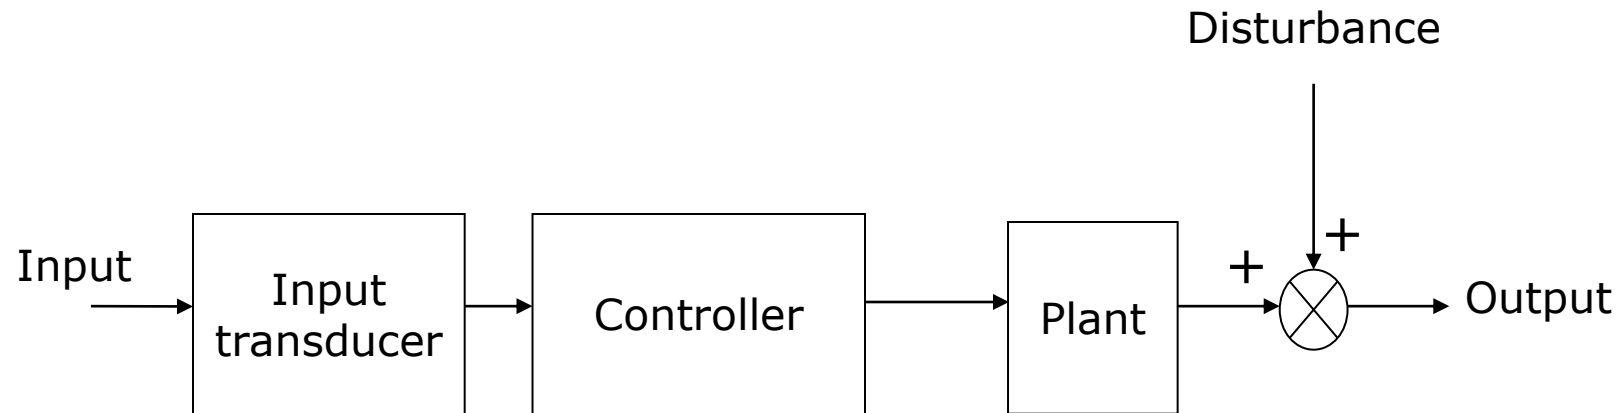 Disturbance
+
Input
+
Input
transducer
Controller
Plant
Output